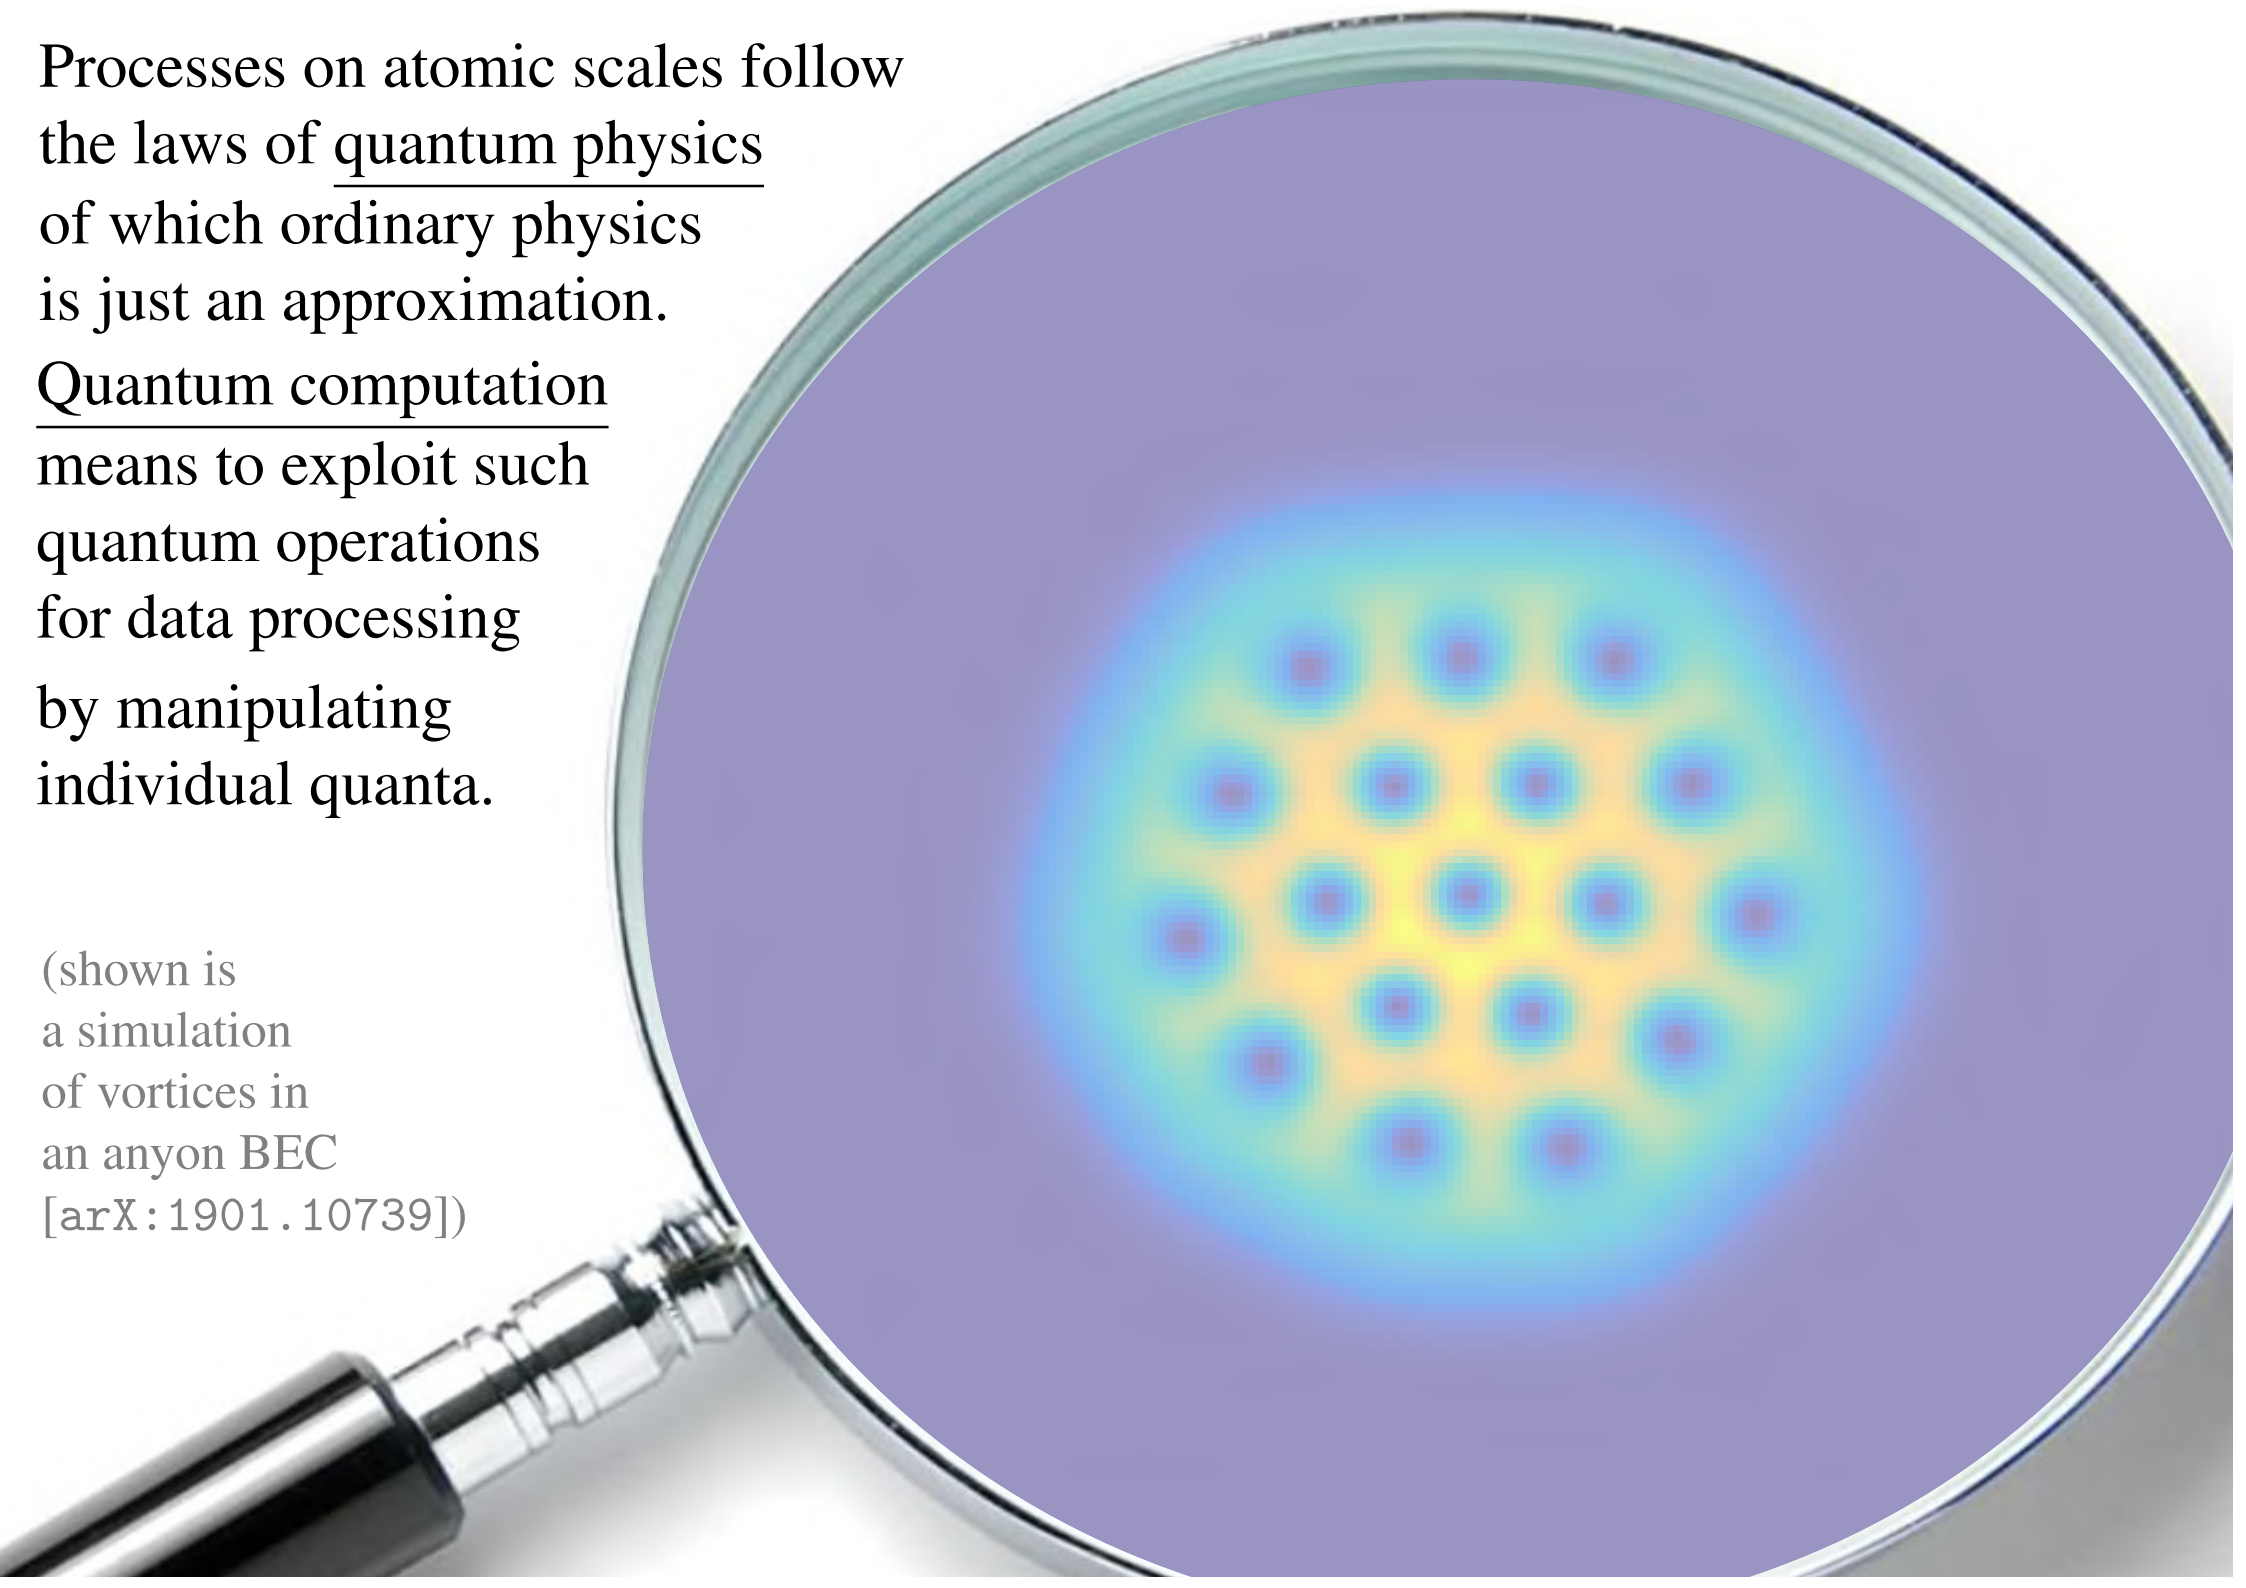 Processes on atomic scales follow
the laws of quantum physics
of which ordinary physics
is just an approximation.
Quantum computation
means to exploit such
quantum operations
for data processing
by manipulating
individual quanta.
(shown is
a simulation
of vortices in
an anyon BEC
[arX:1901.10739])